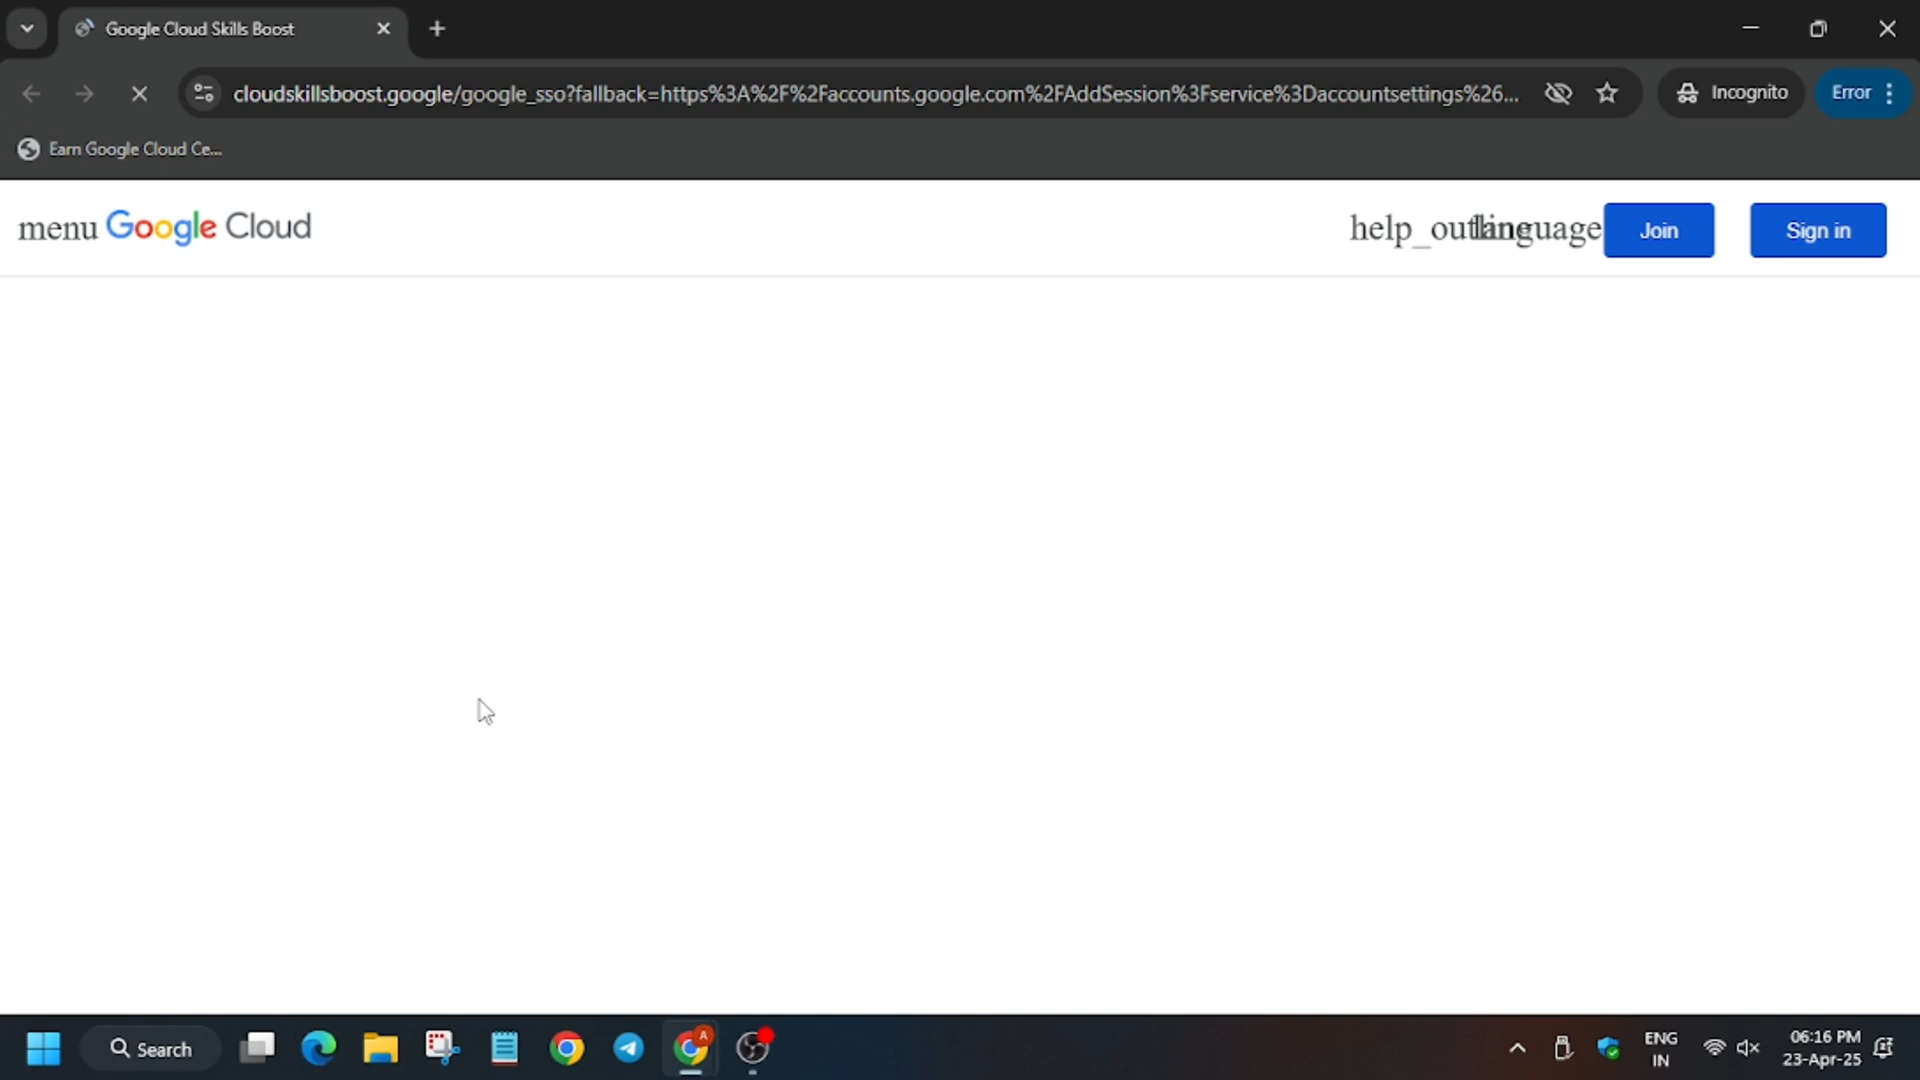 Google Cloud Skills Boost
cloudskillsboost.google/google_sso?fallback=https%3A%2F%2Faccounts.google.com%2FAddSession%3Fservice%3Daccountsettings%26...
Incognito
Error
Earn Google Cloud Ce...
menu Google Cloud
help_outline
language
Join
Sign in
Search
A
ENG
IN
06:16 PM
23-Apr-25